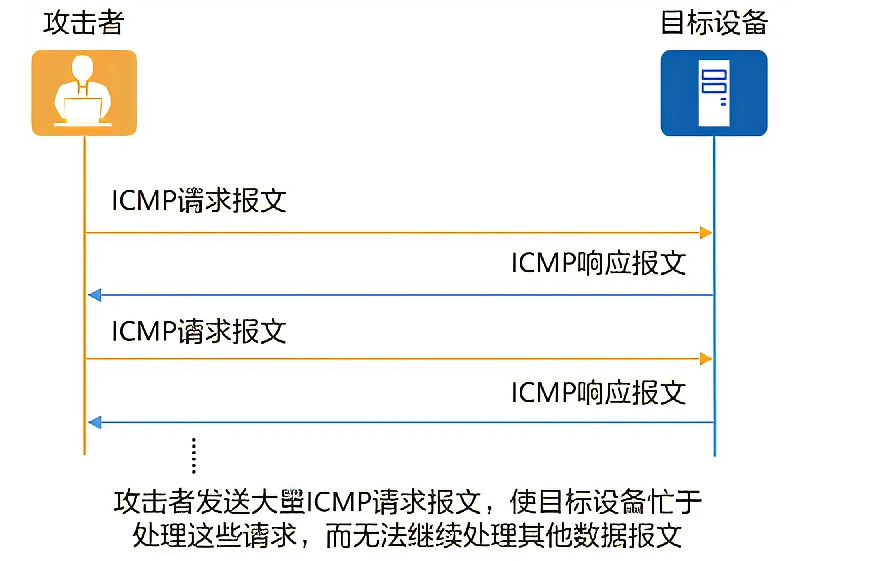 攻击者
目标设备
ICMP请求报文
ICMP响应报文
ICMP请求报文
ICMP响应报文
攻击者发送大量ICMP请求报文，使目标设备忙于
处理这些请求，而无法继续处理其他数据报文